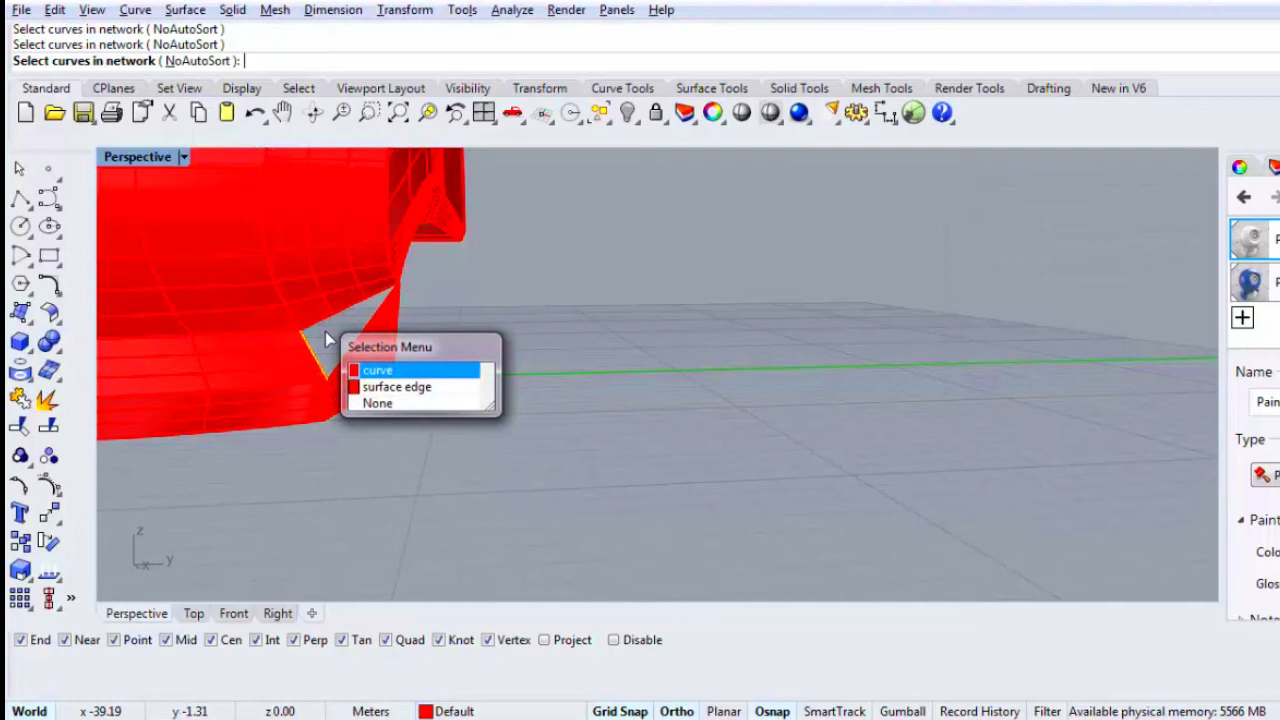 File Edit View Curve Surface Solid Mesh Dimension Transform Tools Analyze Render Panels Help
Select curves in network ( NoAutoSort )
Select curves in network ( NoAutoSort )
Select curves in network ( NoAutoSort ):
Standard CPlanes Set View Display Select Viewport Layout Visibility Transform Curve Tools Surface Tools Solid Tools Mesh Tools Render Tools Drafting New in V6
Perspective
Selection Menu
curve
surface edge
None
Name
Type
z
x y
Perspective Top Front Right
End Near Point Mid Cen Int Perp Tan Quad Knot Vertex Project Disable
World x -39.19 y -1.31 z 0.00 Meters Default Grid Snap Ortho Planar Osnap SmartTrack Gumball Record History Filter Available physical memory: 5566 MB